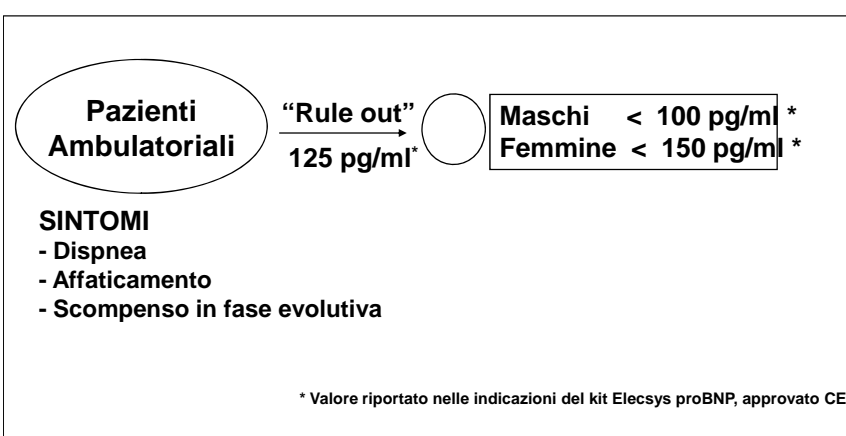 Pazienti
Ambulatoriali
“Rule out”
125 pg/ml*
Maschi < 100 pg/ml *
Femmine < 150 pg/ml *
SINTOMI
- Dispnea
- Affaticamento
- Scompenso in fase evolutiva
* Valore riportato nelle indicazioni del kit Elecsys proBNP, approvato CE